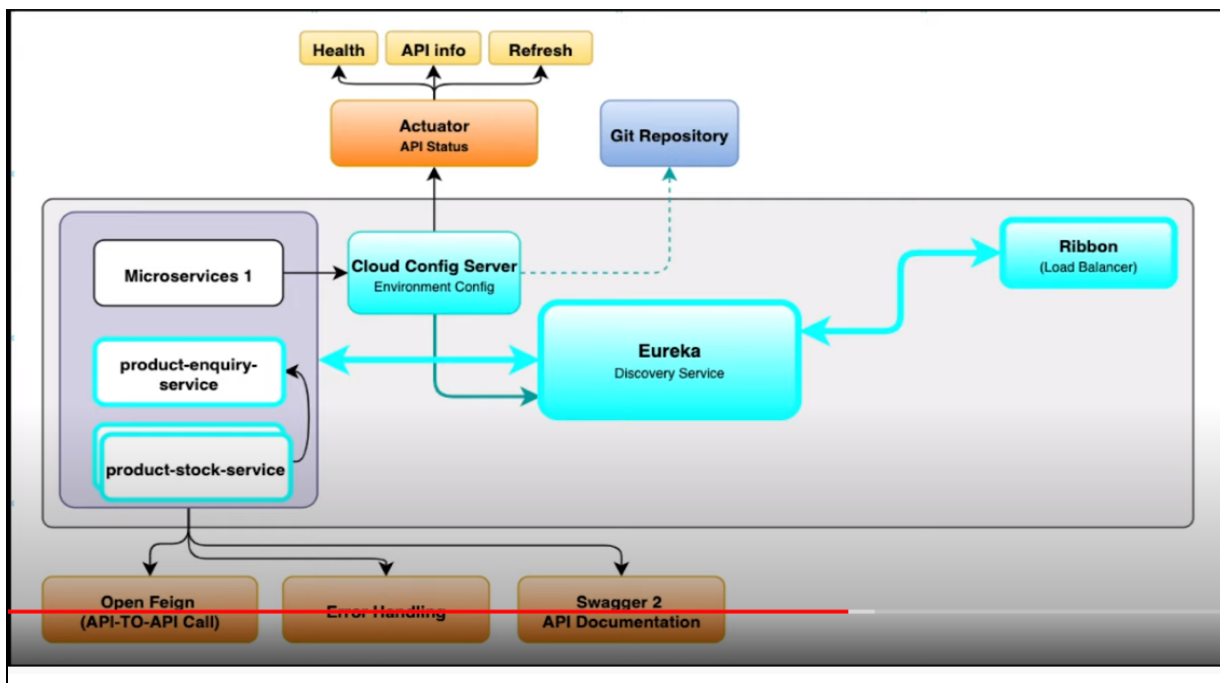 Health
API info
Refresh
Actuator
API Status
Git Repository
Ribbon
(Load Balancer)
Microservices 1
Cloud Config Server
Environment Config
Eureka
Discovery Service
product-enquiry-
service
product-stock-service
Open Feign
(API-TO-API Call)
Error Handling
Swagger 2
API Documentation